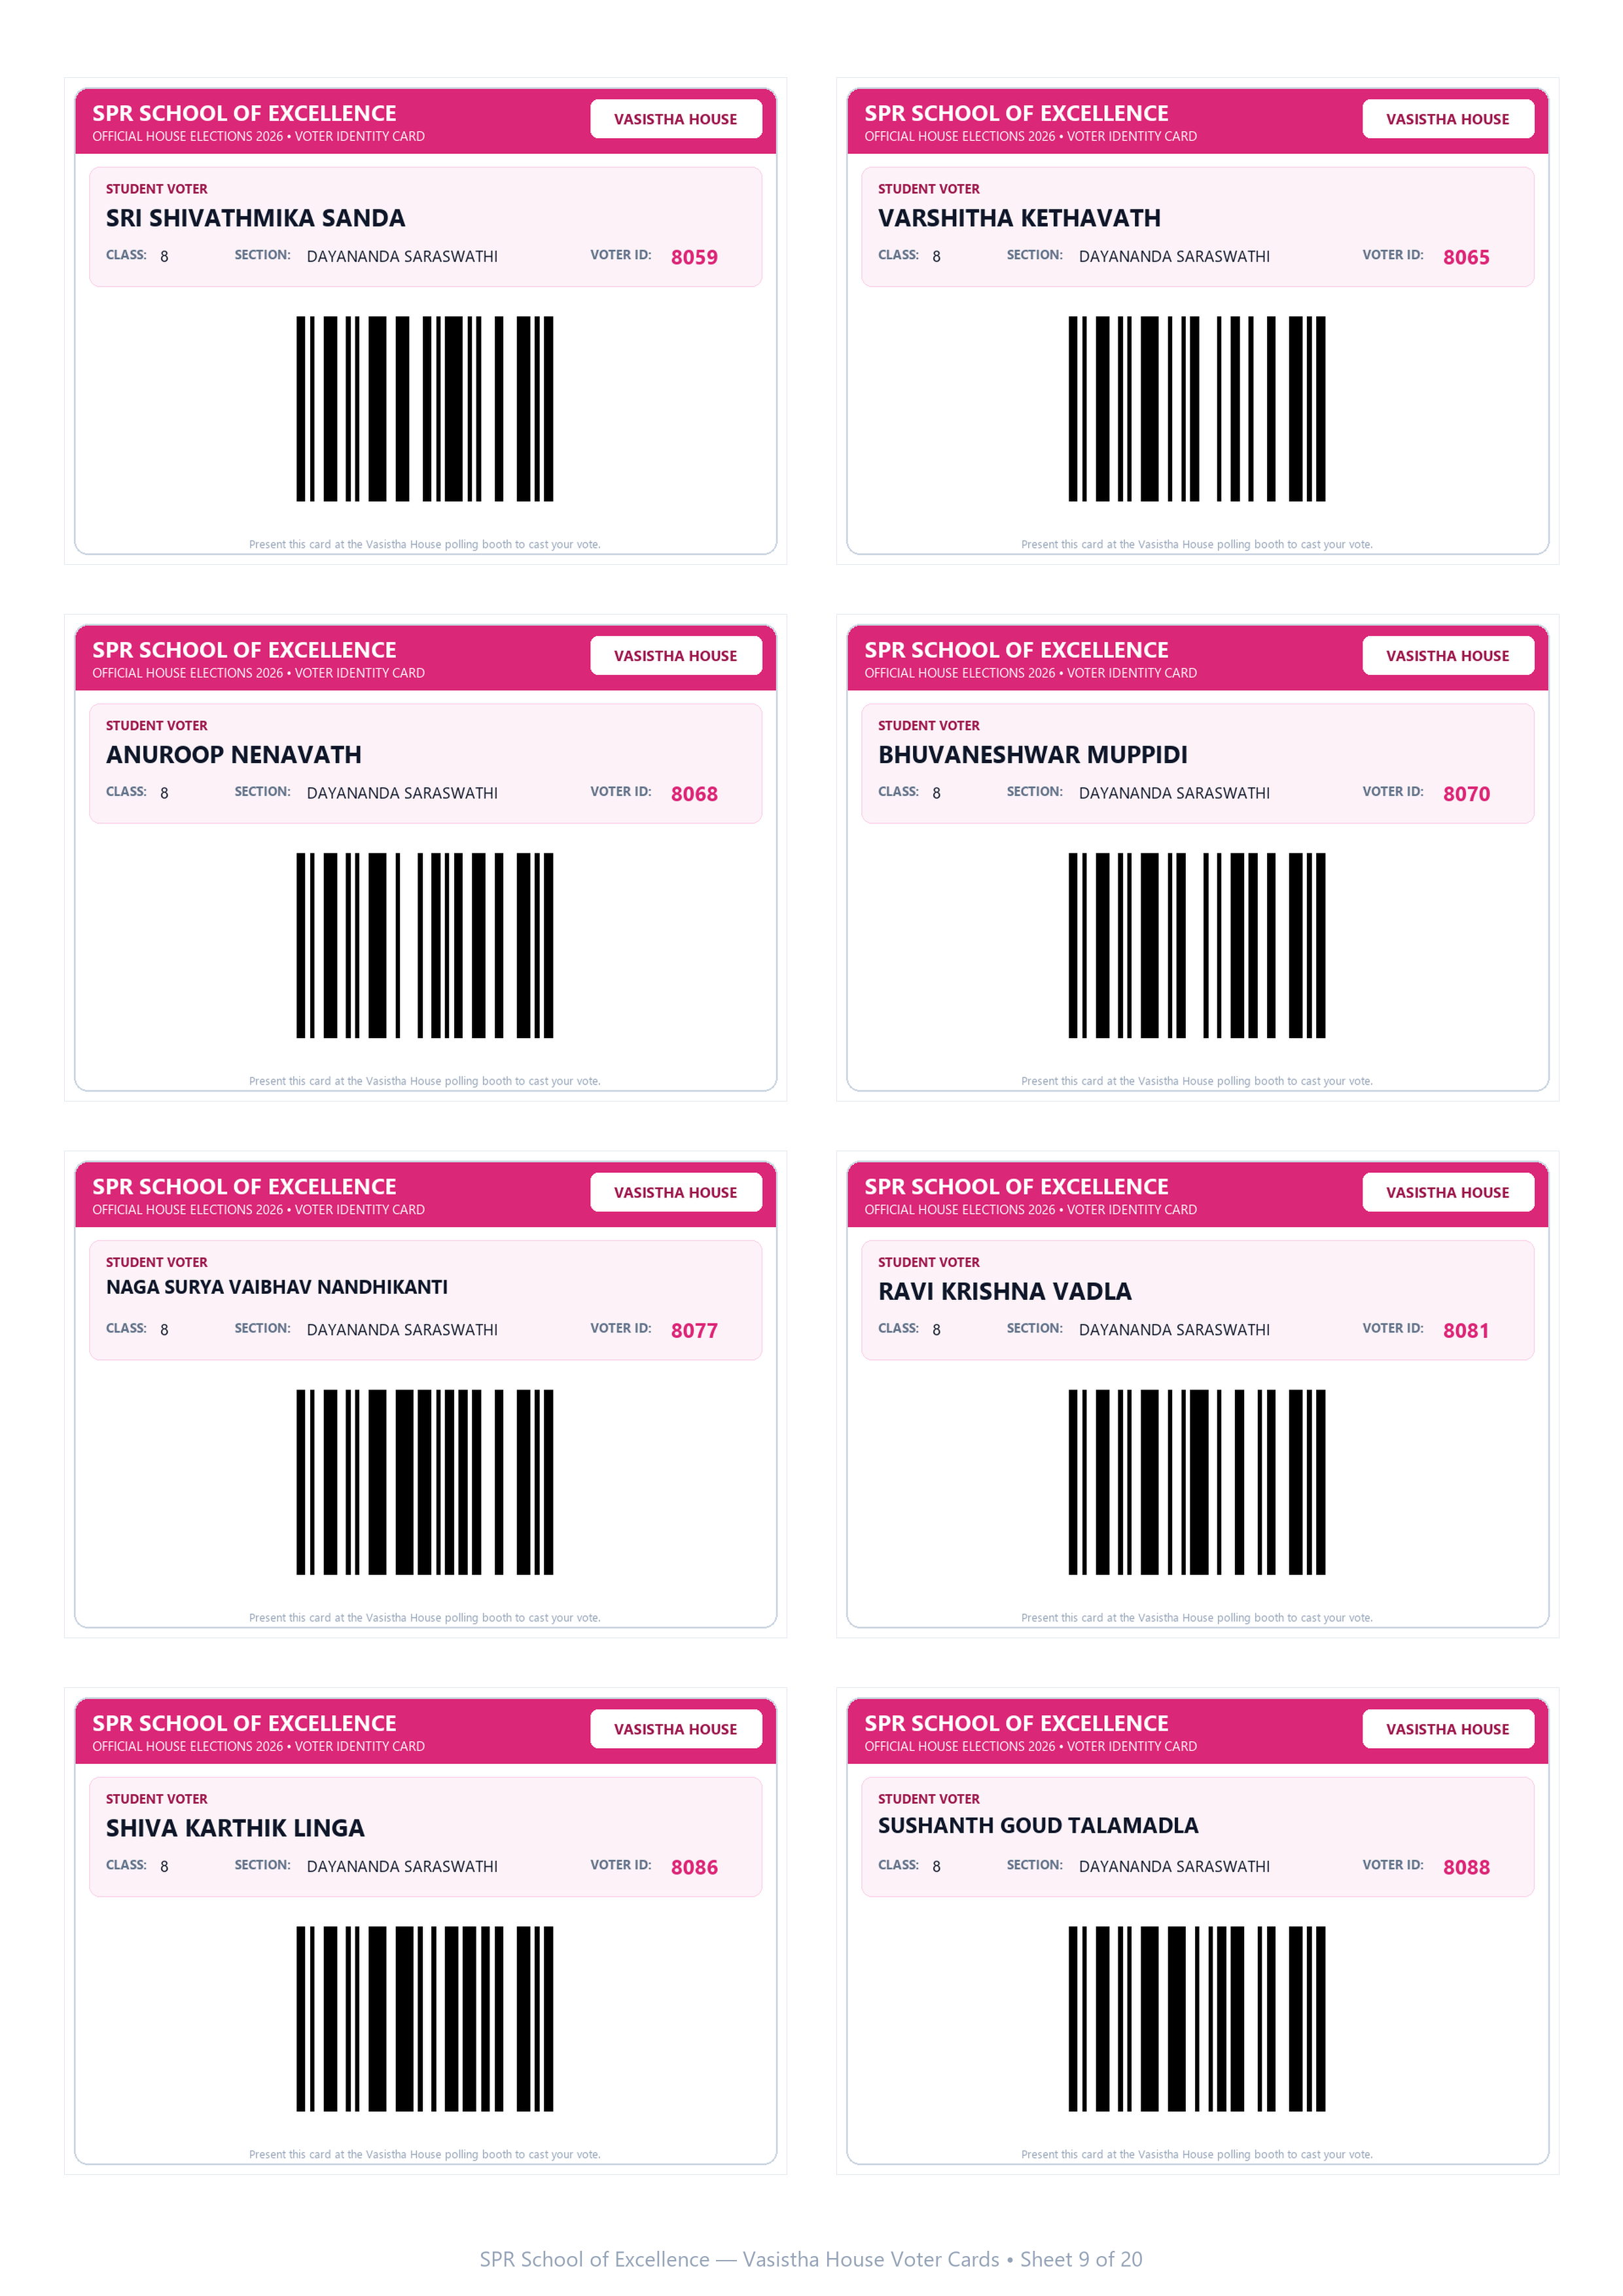 SPR SCHOOL OF EXCELLENCE
OFFICIAL HOUSE ELECTIONS 2026 • VOTER IDENTITY CARD
VASISTHA HOUSE
STUDENT VOTER
SRI SHIVATHMIKA SANDA
CLASS: 8 SECTION: DAYANANDA SARASWATHI VOTER ID: 8059
Present this card at the Vasistha House polling booth to cast your vote.
SPR SCHOOL OF EXCELLENCE
OFFICIAL HOUSE ELECTIONS 2026 • VOTER IDENTITY CARD
VASISTHA HOUSE
STUDENT VOTER
VARSHITHA KETHAVATH
CLASS: 8 SECTION: DAYANANDA SARASWATHI VOTER ID: 8065
Present this card at the Vasistha House polling booth to cast your vote.
SPR SCHOOL OF EXCELLENCE
OFFICIAL HOUSE ELECTIONS 2026 • VOTER IDENTITY CARD
VASISTHA HOUSE
STUDENT VOTER
ANUROOP NENAVATH
CLASS: 8 SECTION: DAYANANDA SARASWATHI VOTER ID: 8068
Present this card at the Vasistha House polling booth to cast your vote.
SPR SCHOOL OF EXCELLENCE
OFFICIAL HOUSE ELECTIONS 2026 • VOTER IDENTITY CARD
VASISTHA HOUSE
STUDENT VOTER
BHUVANESHWAR MUPPIDI
CLASS: 8 SECTION: DAYANANDA SARASWATHI VOTER ID: 8070
Present this card at the Vasistha House polling booth to cast your vote.
SPR SCHOOL OF EXCELLENCE
OFFICIAL HOUSE ELECTIONS 2026 • VOTER IDENTITY CARD
VASISTHA HOUSE
STUDENT VOTER
NAGA SURYA VAIBHAV NANDHIKANTI
CLASS: 8 SECTION: DAYANANDA SARASWATHI VOTER ID: 8077
Present this card at the Vasistha House polling booth to cast your vote.
SPR SCHOOL OF EXCELLENCE
OFFICIAL HOUSE ELECTIONS 2026 • VOTER IDENTITY CARD
VASISTHA HOUSE
STUDENT VOTER
RAVI KRISHNA VADLA
CLASS: 8 SECTION: DAYANANDA SARASWATHI VOTER ID: 8081
Present this card at the Vasistha House polling booth to cast your vote.
SPR SCHOOL OF EXCELLENCE
OFFICIAL HOUSE ELECTIONS 2026 • VOTER IDENTITY CARD
VASISTHA HOUSE
STUDENT VOTER
SHIVA KARTHIK LINGA
CLASS: 8 SECTION: DAYANANDA SARASWATHI VOTER ID: 8086
Present this card at the Vasistha House polling booth to cast your vote.
SPR SCHOOL OF EXCELLENCE
OFFICIAL HOUSE ELECTIONS 2026 • VOTER IDENTITY CARD
VASISTHA HOUSE
STUDENT VOTER
SUSHANTH GOUD TALAMADLA
CLASS: 8 SECTION: DAYANANDA SARASWATHI VOTER ID: 8088
Present this card at the Vasistha House polling booth to cast your vote.
SPR School of Excellence — Vasistha House Voter Cards • Sheet 9 of 20